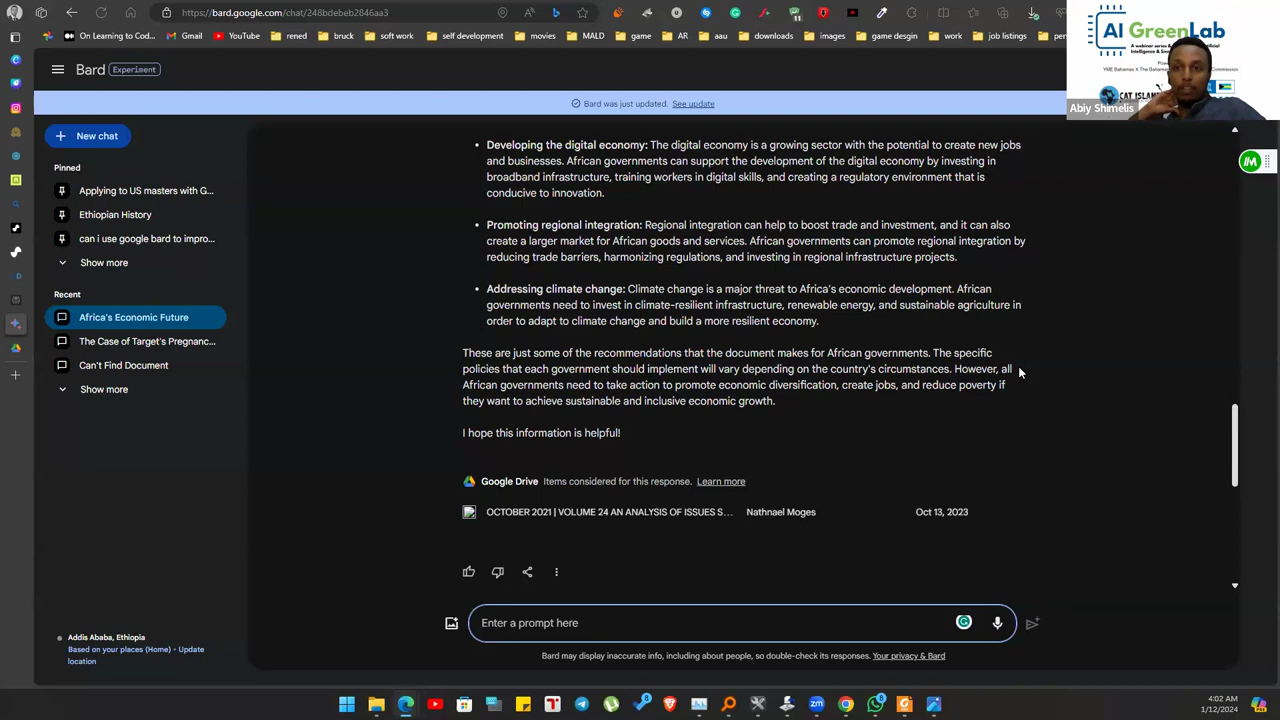 https://bard.google.com/chat/248bdebeb2846aa3
On Learning to Cod...
Gmail
YouTube
rened
bruck
soft skill
self development
movies
MALD
game
AR
aau
downloads
images
game desgin
work
job listings
AI GreenLab
A webinar series &
Intelligence &
YME Bahamas X The Baham
Commission
CAT ISLAN
Abiy Shimelis
Bard
Experiment
Bard was just updated. See update
New chat
Pinned
Applying to US masters with G...
Ethiopian History
can i use google bard to impro...
Show more
Recent
Africa's Economic Future
The Case of Target's Pregnanc...
Can't Find Document
Show more
Addis Ababa, Ethiopia
Based on your places (Home) • Update
location
• Developing the digital economy: The digital economy is a growing sector with the potential to create new jobs
and businesses. African governments can support the development of the digital economy by investing in
broadband infrastructure, training workers in digital skills, and creating a regulatory environment that is
conducive to innovation.
• Promoting regional integration: Regional integration can help to boost trade and investment, and it can also
create a larger market for African goods and services. African governments can promote regional integration by
reducing trade barriers, harmonizing regulations, and investing in regional infrastructure projects.
• Addressing climate change: Climate change is a major threat to Africa's economic development. African
governments need to invest in climate-resilient infrastructure, renewable energy, and sustainable agriculture in
order to adapt to climate change and build a more resilient economy.
These are just some of the recommendations that the document makes for African governments. The specific
policies that each government should implement will vary depending on the country's circumstances. However, all
African governments need to take action to promote economic diversification, create jobs, and reduce poverty if
they want to achieve sustainable and inclusive economic growth.
I hope this information is helpful!
Google Drive Items considered for this response. Learn more
OCTOBER 2021 | VOLUME 24 AN ANALYSIS OF ISSUES S... Nathnael Moges Oct 13, 2023
Enter a prompt here
Bard may display inaccurate info, including about people, so double-check its responses. Your privacy & Bard
4:02 AM
1/12/2024